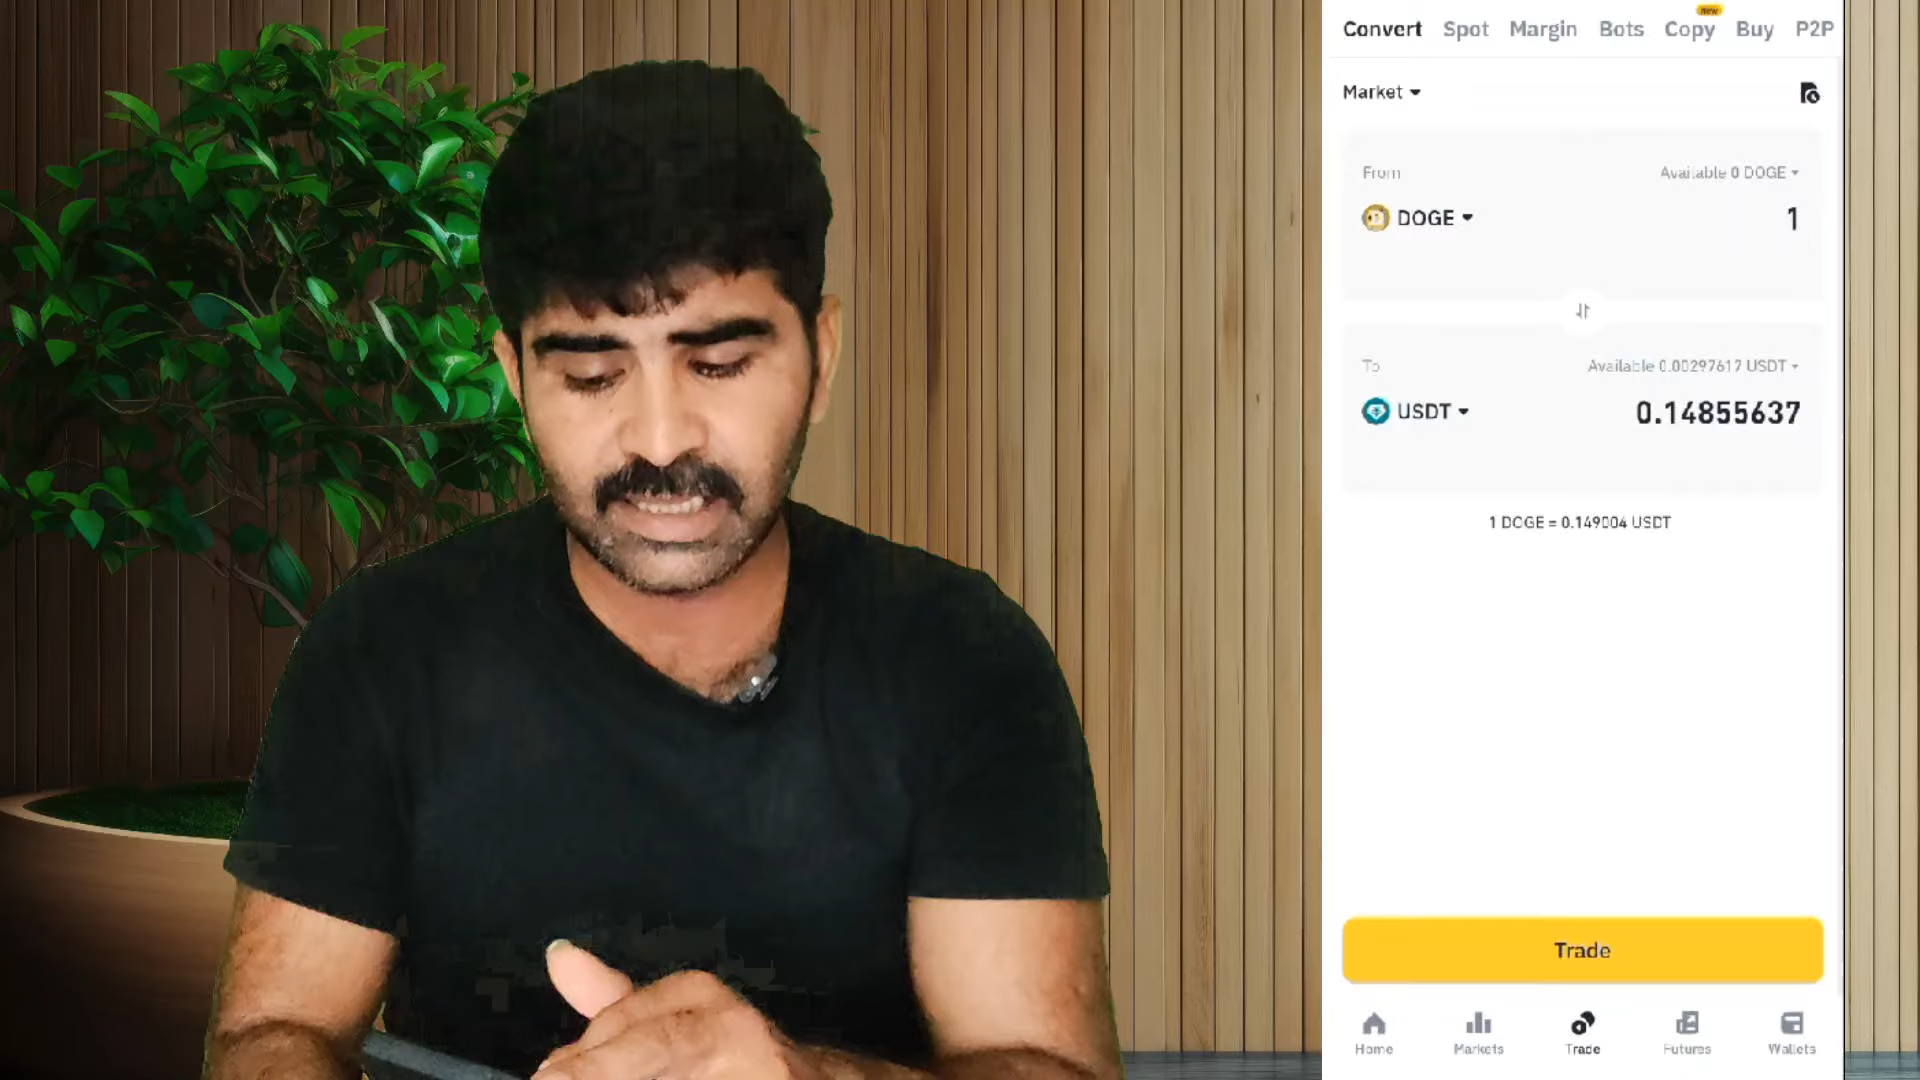 new
Convert Spot Margin Bots Copy Buy P2P
Market
From Available 0 DOGE
DOGE 1
To Available 0.00297617 USDT
USDT 0.14855637
1 DOGE = 0.149004 USDT
Trade
Home Markets Trade Futures Wallets